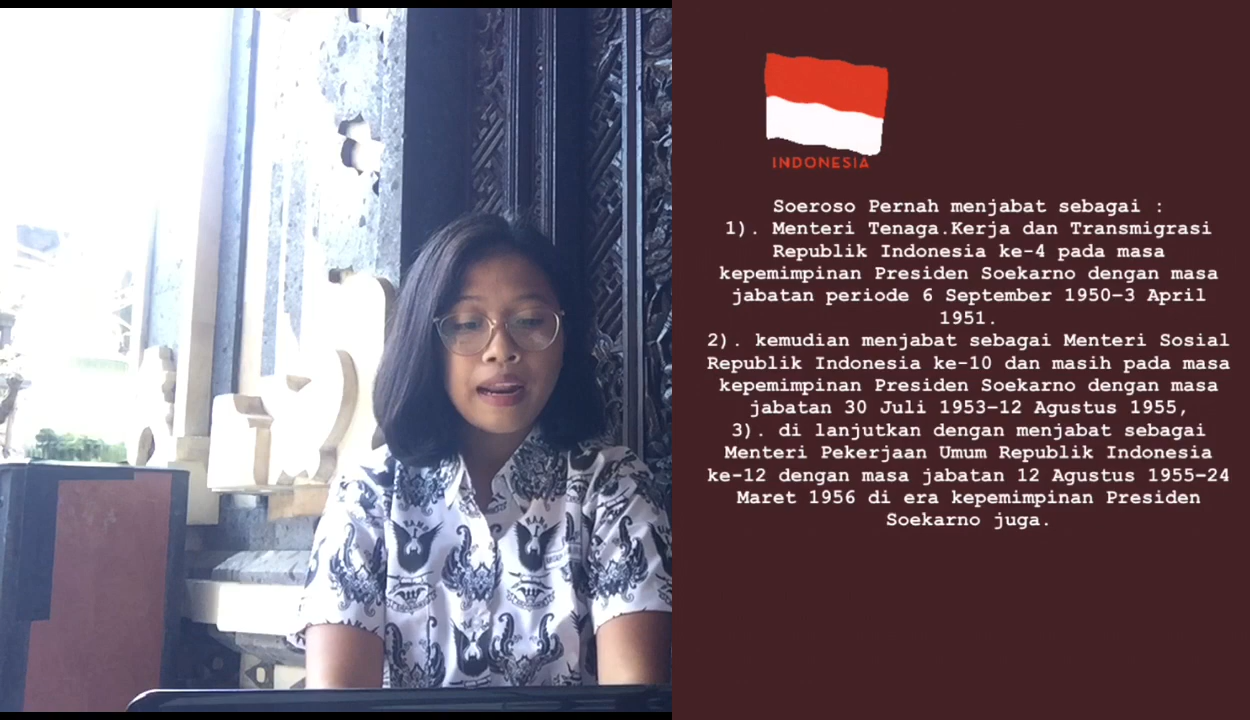 INDONESIA
Soeroso Pernah menjabat sebagai :
1). Menteri Tenaga.Kerja dan Transmigrasi
Republik Indonesia ke-4 pada masa
kepemimpinan Presiden Soekarno dengan masa
jabatan periode 6 September 1950-3 April
1951.
2). kemudian menjabat sebagai Menteri Sosial
Republik Indonesia ke-10 dan masih pada masa
kepemimpinan Presiden Soekarno dengan masa
jabatan 30 Juli 1953-12 Agustus 1955,
3). di lanjutkan dengan menjabat sebagai
Menteri Pekerjaan Umum Republik Indonesia
ke-12 dengan masa jabatan 12 Agustus 1955-24
Maret 1956 di era kepemimpinan Presiden
Soekarno juga.